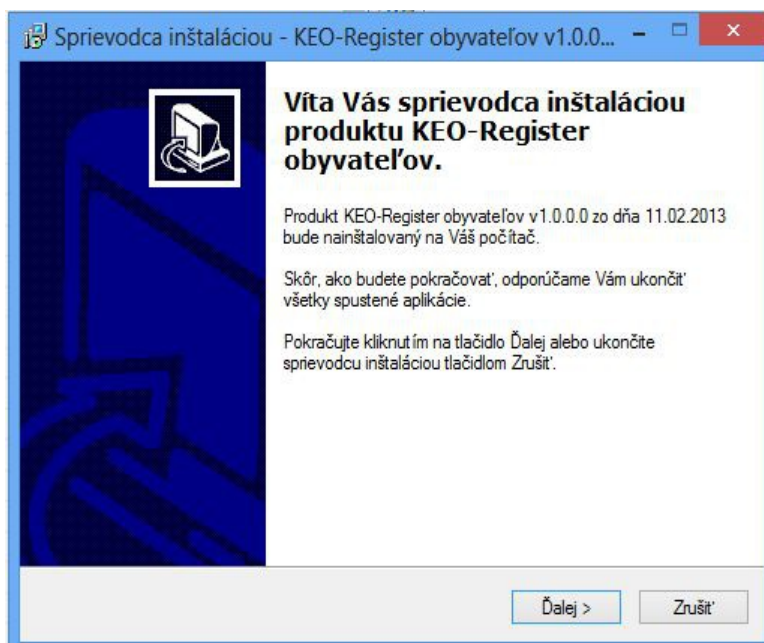 Sprievodca inštaláciou - KEO-Register obyvateľov v1.0.0...
Víta Vás sprievodca inštaláciou
produktu KEO-Register
obyvateľov.
Produkt KEO-Register obyvateľov v1.0.0.0 zo dňa 11.02.2013
bude nainštalovaný na Váš počítač.
Skôr, ako budete pokračovať, odporúčame Vám ukončiť
všetky spustené aplikácie.
Pokračujte kliknutím na tlačidlo Ďalej alebo ukončite
sprievodcu inštaláciou tlačidlom Zrušiť.
Ďalej >
Zrušiť